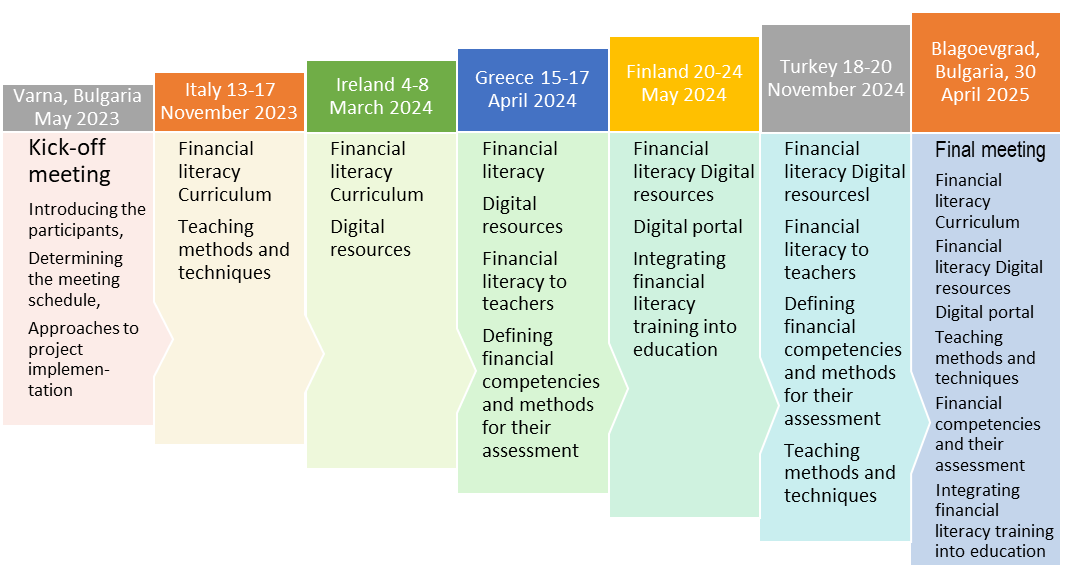 Varna, Bulgaria
May 2023
Kick-off
meeting
Introducing the
participants,
Determining
the meeting
schedule,
Approaches to
project
implemen-
tation
Italy 13-17
November 2023
Financial
literacy
Curriculum
Teaching
methods and
techniques
Ireland 4-8
March 2024
Financial
literacy
Curriculum
Digital
resources
Greece 15-17
April 2024
Financial
literacy
Digital
resources
Financial
literacy to
teachers
Defining
financial
competencies
and methods
for their
assessment
Finland 20-24
May 2024
Financial
literacy Digital
resources
Digital portal
Integrating
financial
literacy
training into
education
Turkey 18-20
November 2024
Financial
literacy Digital
resourcesl
Financial
literacy to
teachers
Defining
financial
competencies
and methods
for their
assessment
Teaching
methods and
techniques
Blagoevgrad,
Bulgaria, 30
April 2025
Final meeting
Financial
literacy
Curriculum
Financial
literacy Digital
resources
Digital portal
Teaching
methods and
techniques
Financial
competencies
and their
assessment
Integrating
financial
literacy training
into education